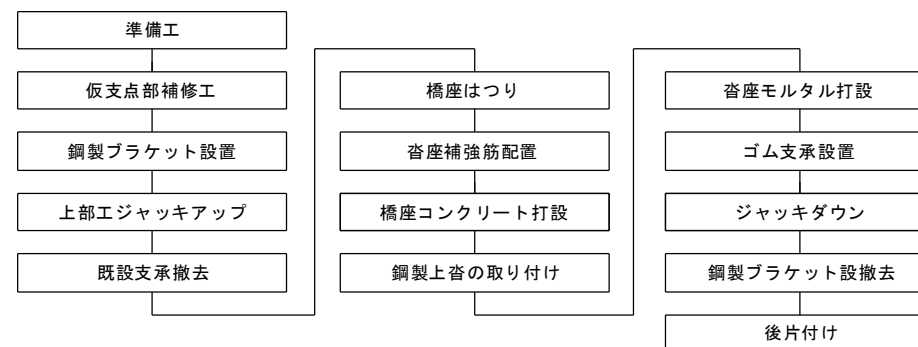 準備工
仮支点部補修工
鋼製ブラケット設置
上部エジャッキアップ
既設支承撤去
橋座はつり
沓座補強筋配置
橋座コンクリート打設
鋼製上沓の取り付け
沓座モルタル打設
ゴム支承設置
ジャッキダウン
鋼製ブラケット設撤去
後片付け